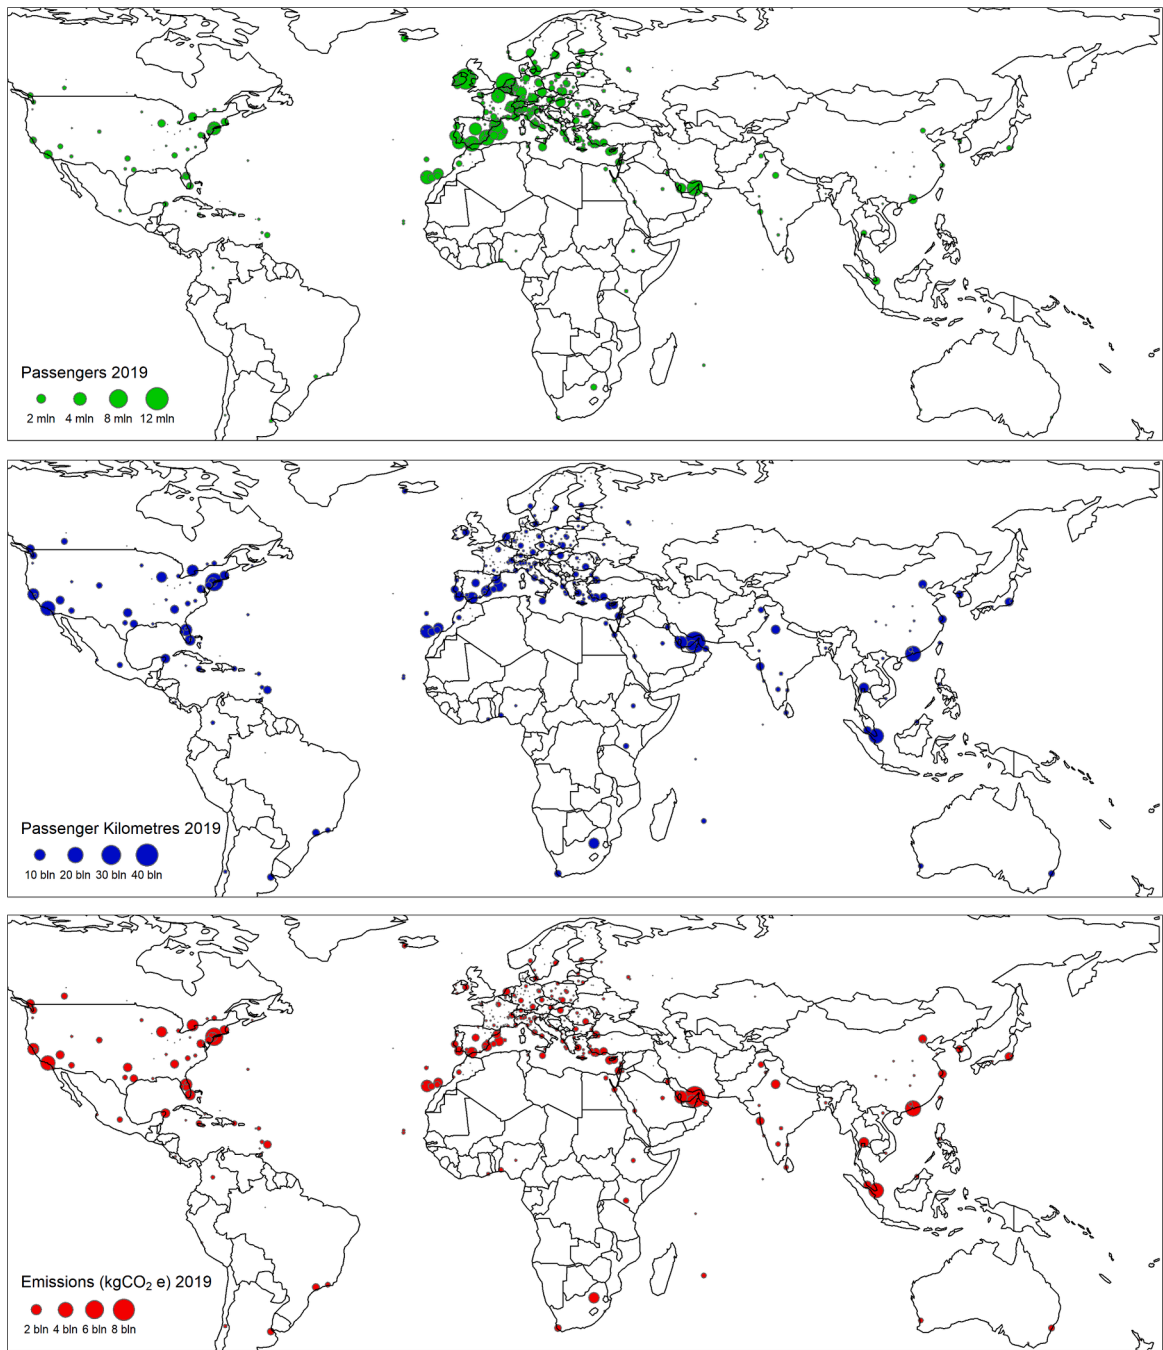 Passengers 2019
2 mln 4 mln 8 mln 12 mln
Passenger Kilometres 2019
10 bln 20 bln 30 bln 40 bln
Emissions (kgCO₂ e) 2019
2 bln 4 bln 6 bln 8 bln